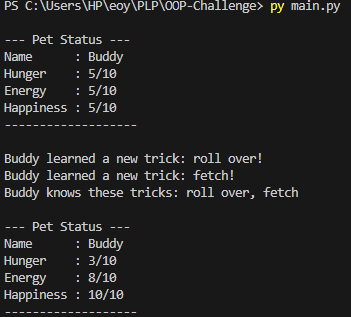 PS C:\Users\HP\eoy\PLP\OOP-Challenge> py main.py
--- Pet Status ---
Name      : Buddy
Hunger    : 5/10
Energy    : 5/10
Happiness : 5/10
-------------------
Buddy learned a new trick: roll over!
Buddy learned a new trick: fetch!
Buddy knows these tricks: roll over, fetch
--- Pet Status ---
Name      : Buddy
Hunger    : 3/10
Energy    : 8/10
Happiness : 10/10
-------------------